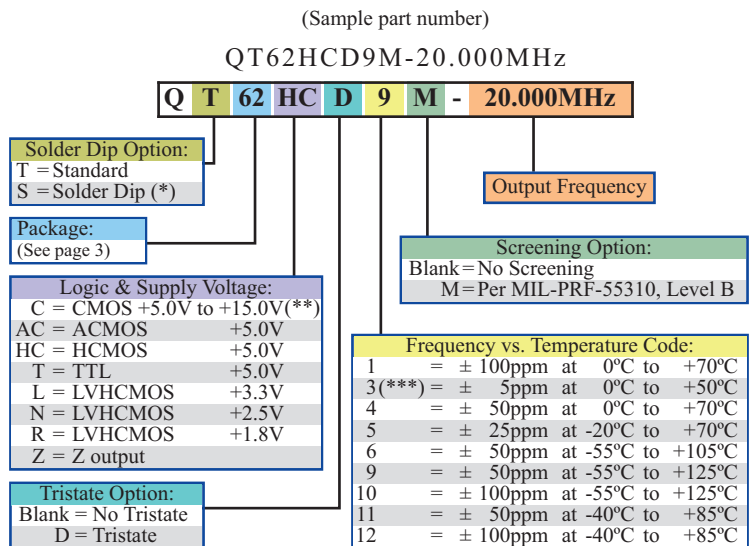 (Sample part number)
QT62HCD9M-20.000MHz
Q T 62 HC D 9 M - 20.000MHz
Solder Dip Option:
T = Standard
S = Solder Dip (*)
Package:
(See page 3)
Logic & Supply Voltage:
C = CMOS +5.0V to +15.0V(**)
AC = ACMOS +5.0V
HC = HCMOS +5.0V
T = TTL +5.0V
L = LVHCMOS +3.3V
N = LVHCMOS +2.5V
R = LVHCMOS +1.8V
Z = Z output
Tristate Option:
Blank = No Tristate
D = Tristate
Output Frequency
Screening Option:
Blank = No Screening
M = Per MIL-PRF-55310, Level B
Frequency vs. Temperature Code:
1 = ± 100ppm at 0ºC to +70ºC
3(***) = ± 5ppm at 0ºC to +50ºC
4 = ± 50ppm at 0ºC to +70ºC
5 = ± 25ppm at -20ºC to +70ºC
6 = ± 50ppm at -55ºC to +105ºC
9 = ± 50ppm at -55ºC to +125ºC
10 = ± 100ppm at -55ºC to +125ºC
11 = ± 50ppm at -40ºC to +85ºC
12 = ± 100ppm at -40ºC to +85ºC